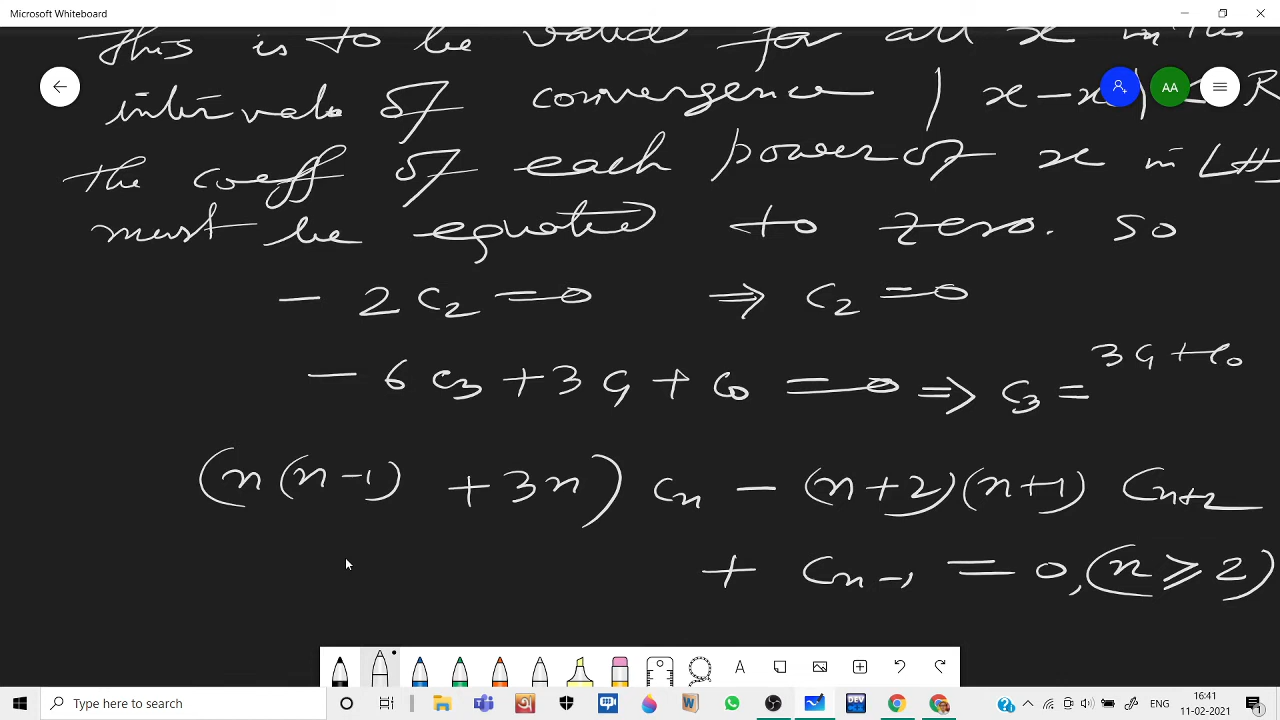 Microsoft Whiteboard
This is to be valid for all x in the
intervals of convergence | x - x | < R
AA
the coeff of each power of x in LHS
must be equated to zero. So
- 2c₂ = 0 ⇒ c₂ = 0
- 6c₃ + 3c₁ + c₀ = 0 ⇒ c₃ = 3c₁ + c₀
(n(n-1) + 3n) cₙ - (n+2)(n+1) cₙ₊₂
+ cₙ₋₁ = 0, (n ≥ 2)
Type here to search
ENG
16:41
11-02-2021